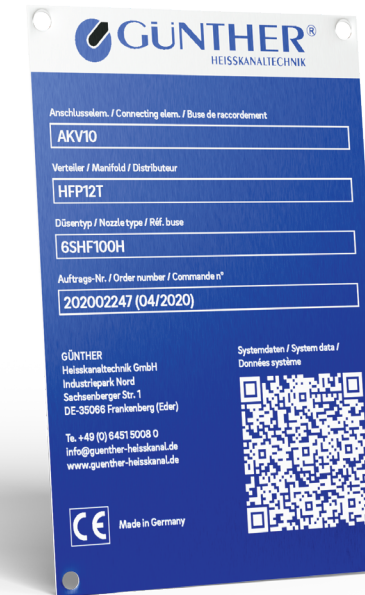 GÜNTHER®
HEISSKANALTECHNIK
Anschlusselem. / Connecting elem. / Buse de raccordement
AKV10
Verteiler / Manifold / Distributeur
HFP12T
Düsentyp / Nozzle type / Réf. buse
6SHF100H
Auftrags-Nr. / Order number / Commande n°
202002247 (04/2020)
GÜNTHER
Heisskanaltechnik GmbH
Industriepark Nord
Sachsenberger Str. 1
DE-35066 Frankenberg (Eder)
Te. +49 (0) 6451 5008 0
info@guenther-heisskanal.de
www.guenther-heisskanal.de
Systemdaten / System data /
Données système
CE
Made in Germany